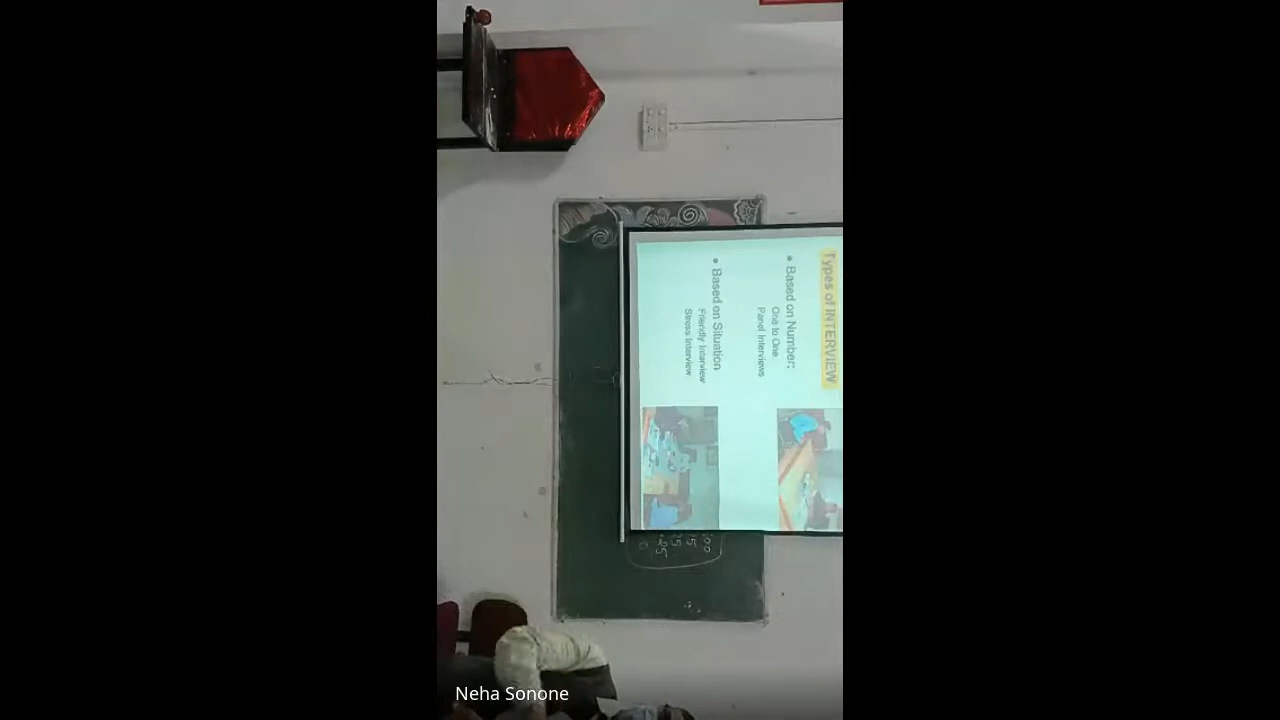 Types of INTERVIEW
• Based on Number:
One to One
Panel Interviews
• Based on Situation
Friendly Interview
Stress Interview
Neha Sonone